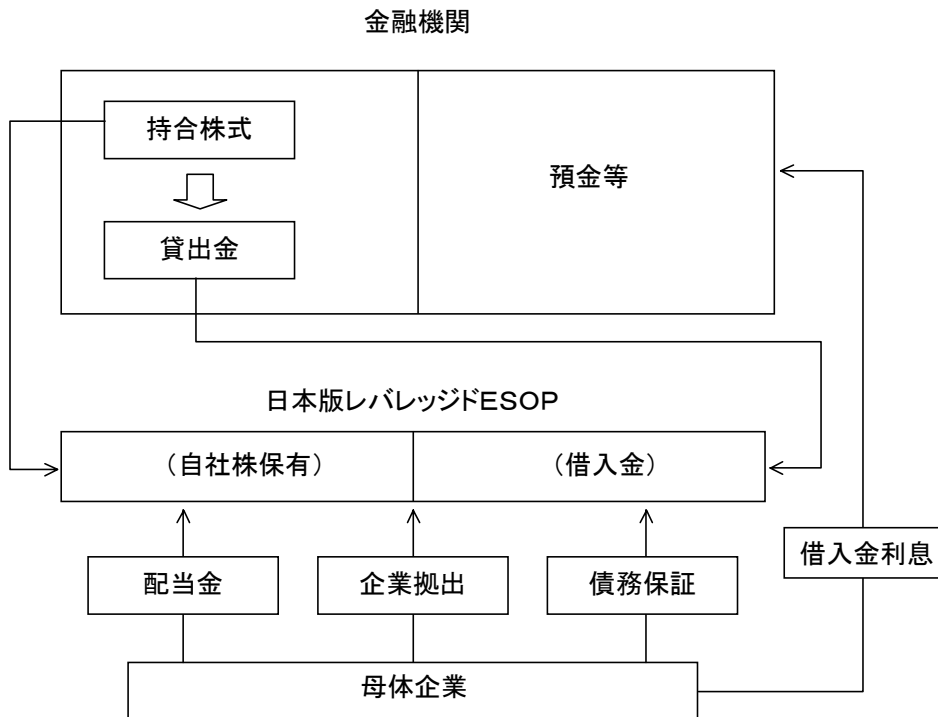 金融機関
持合株式
預金等
貸出金
日本版レバレッジドESOP
（自社株保有）
（借入金）
配当金
企業拠出
債務保証
借入金利息
母体企業